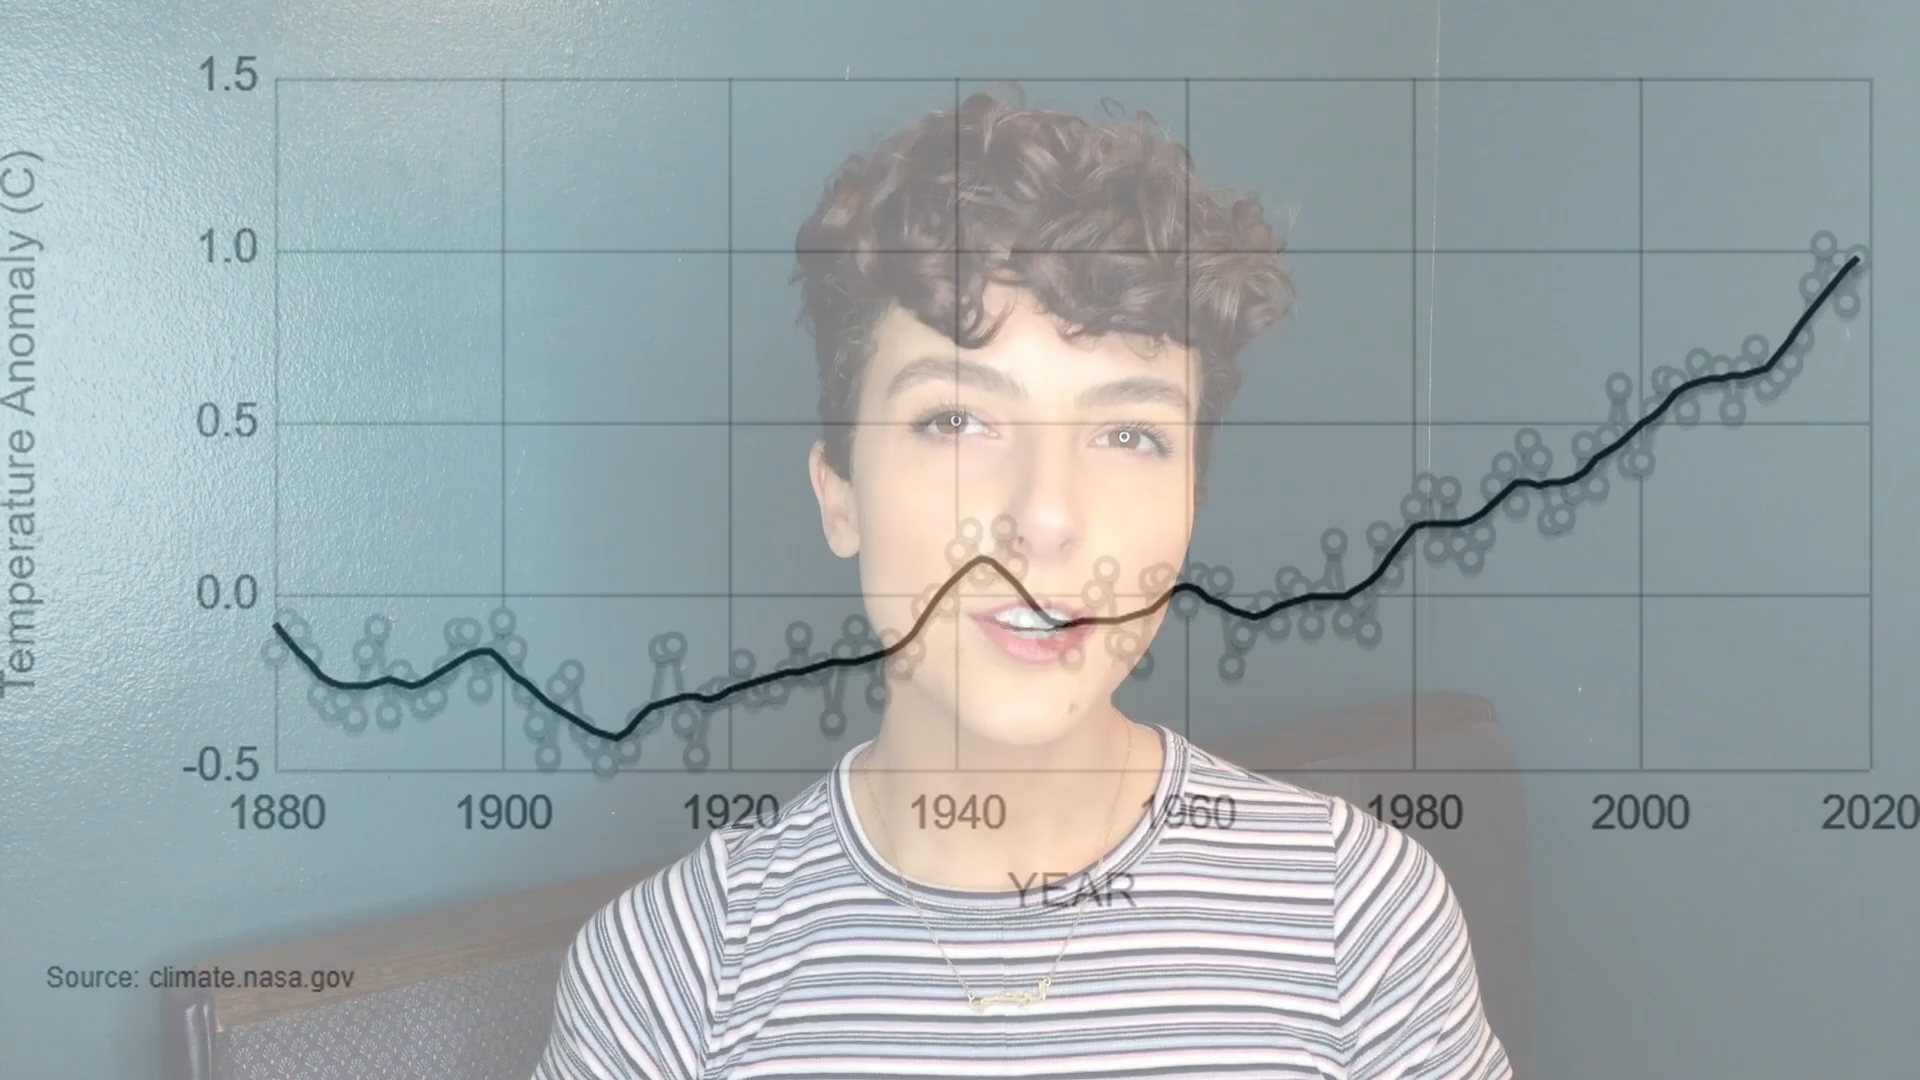 Temperature Anomaly (C)
1.5
1.0
0.5
0.0
-0.5
1880 1900 1920 1940 1960 1980 2000 2020
YEAR
Source: climate.nasa.gov